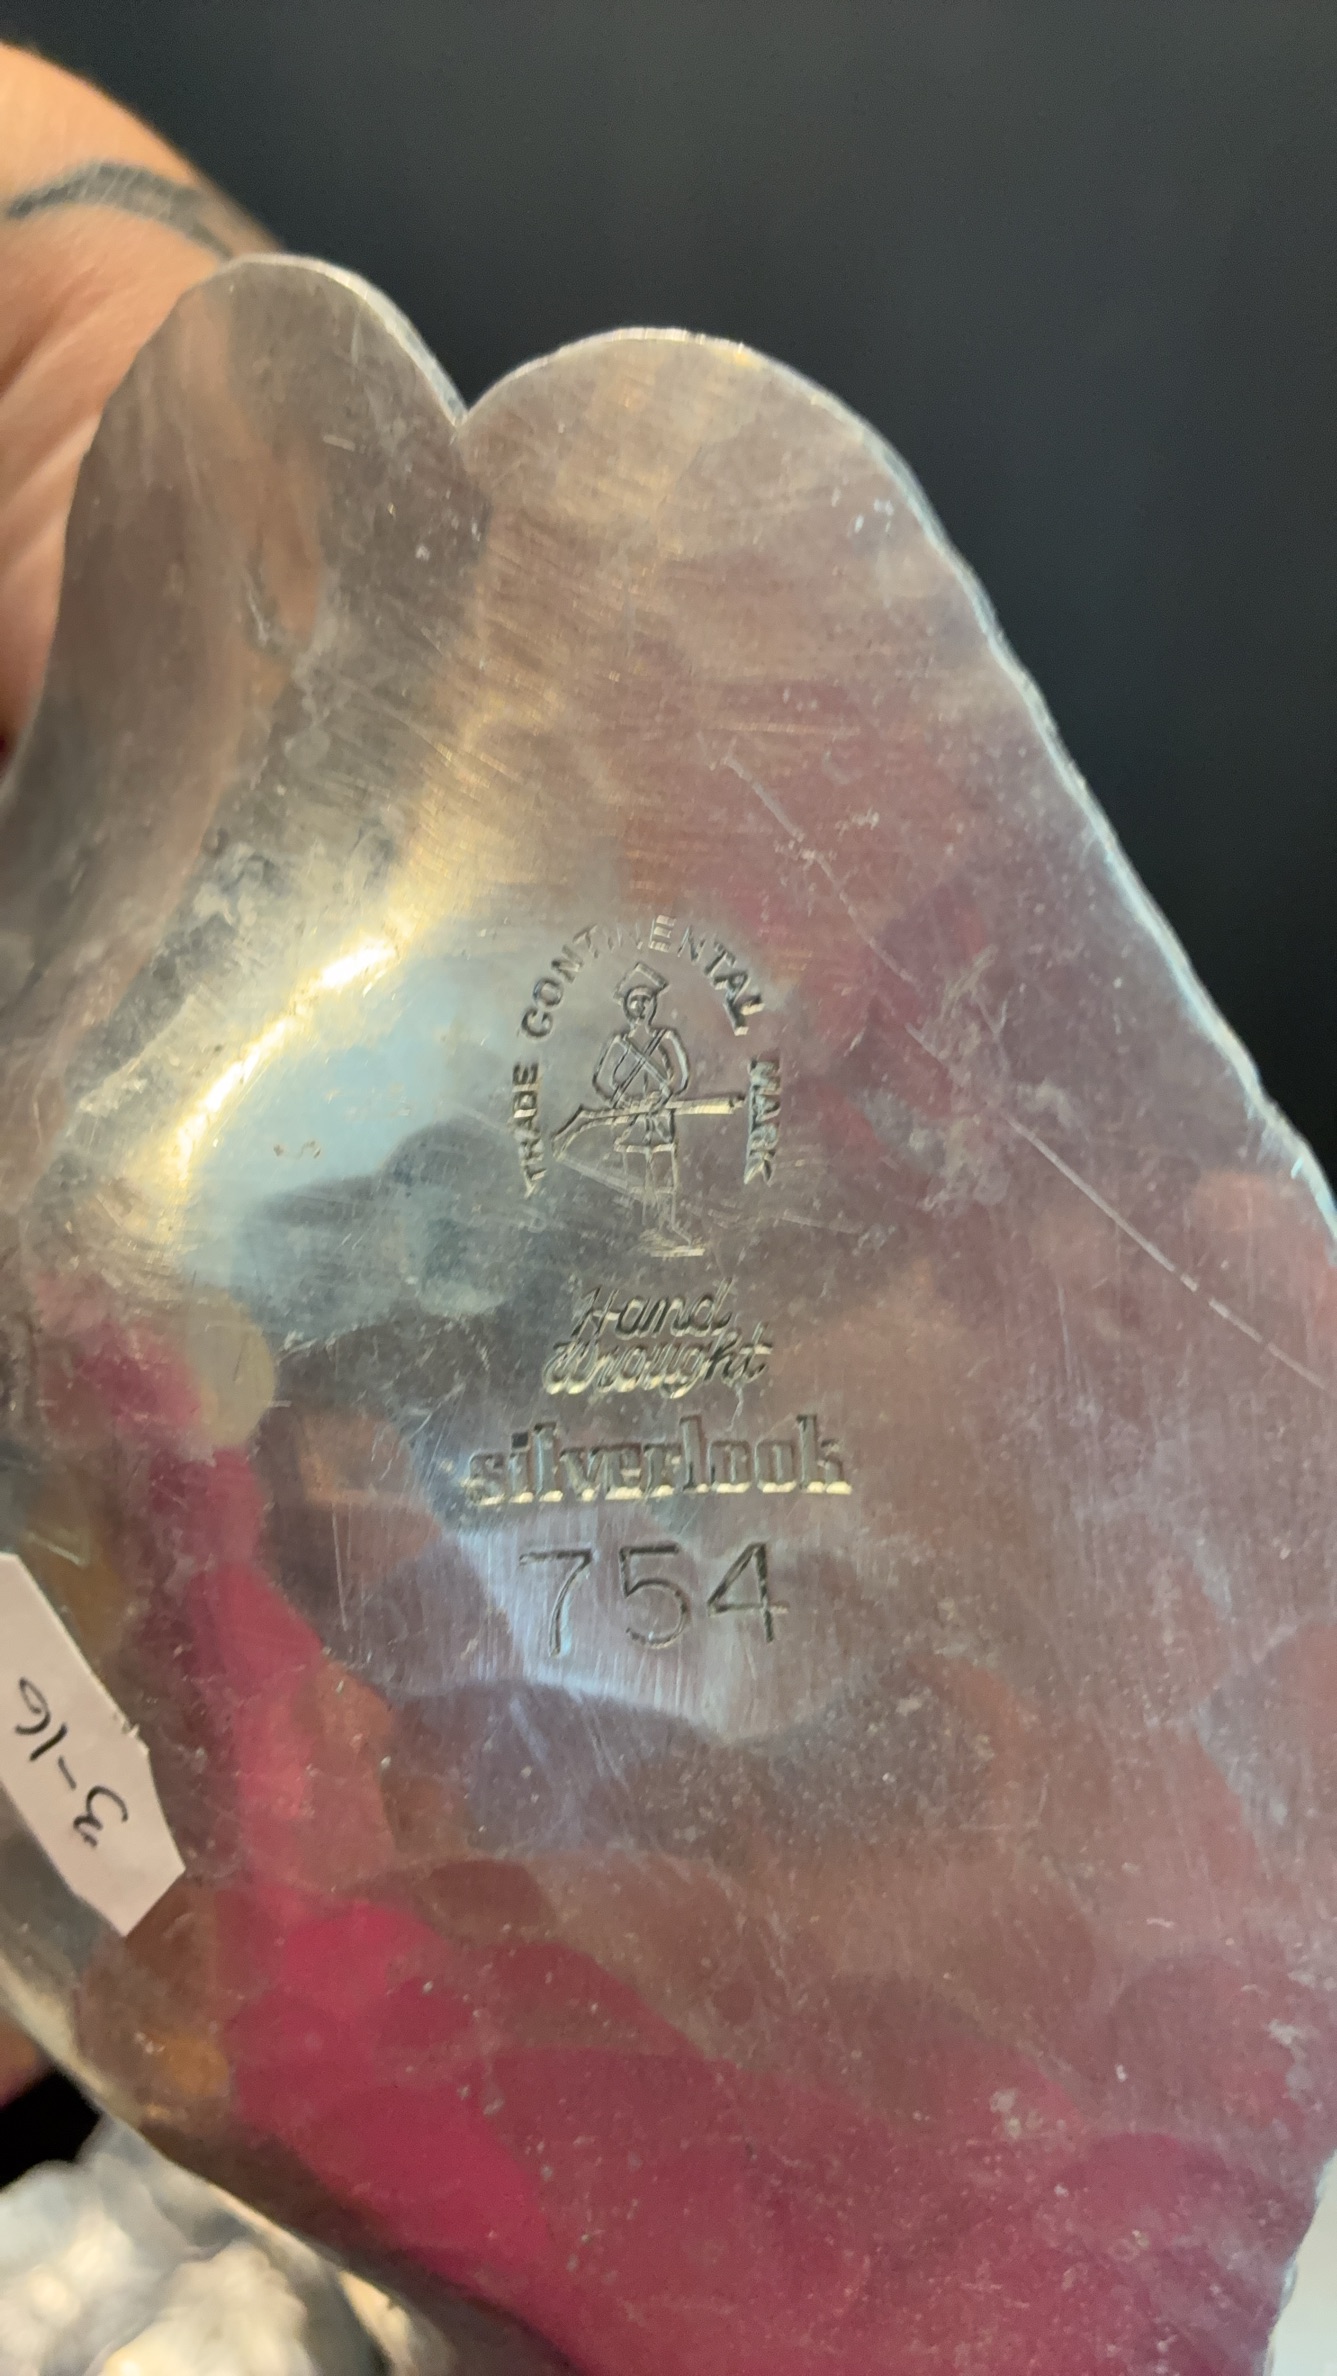 TRADE CONTINENTAL MARK
Hand
Wrought
silverlook
754
3-16